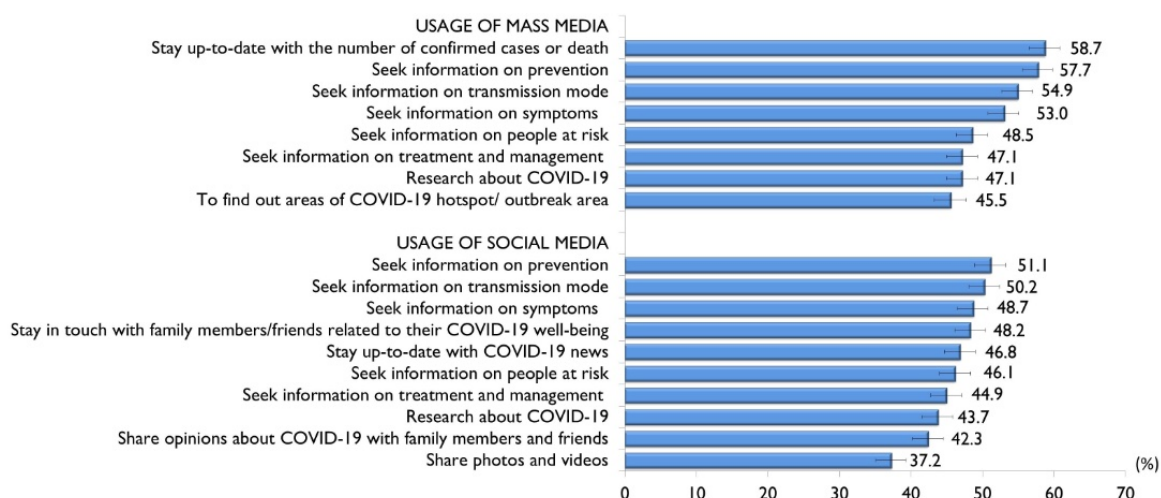 USAGE OF MASS MEDIA
Stay up-to-date with the number of confirmed cases or death 58.7
Seek information on prevention 57.7
Seek information on transmission mode 54.9
Seek information on symptoms 53.0
Seek information on people at risk 48.5
Seek information on treatment and management 47.1
Research about COVID-19 47.1
To find out areas of COVID-19 hotspot/ outbreak area 45.5
USAGE OF SOCIAL MEDIA
Seek information on prevention 51.1
Seek information on transmission mode 50.2
Seek information on symptoms 48.7
Stay in touch with family members/friends related to their COVID-19 well-being 48.2
Stay up-to-date with COVID-19 news 46.8
Seek information on people at risk 46.1
Seek information on treatment and management 44.9
Research about COVID-19 43.7
Share opinions about COVID-19 with family members and friends 42.3
Share photos and videos 37.2 (%)
0 10 20 30 40 50 60 70